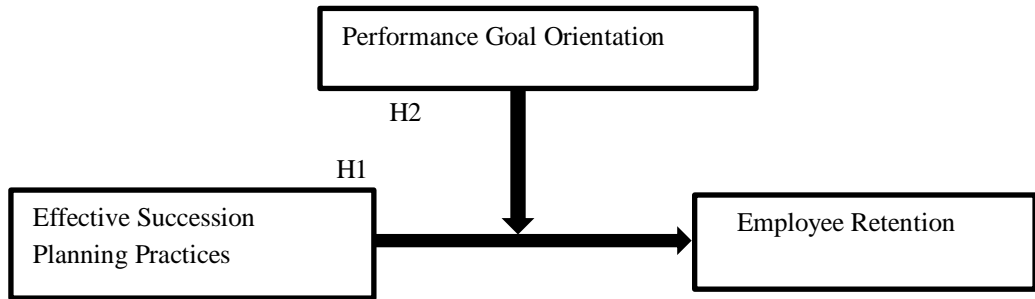 Performance Goal Orientation
H2
H1
Effective Succession
Planning Practices
Employee Retention